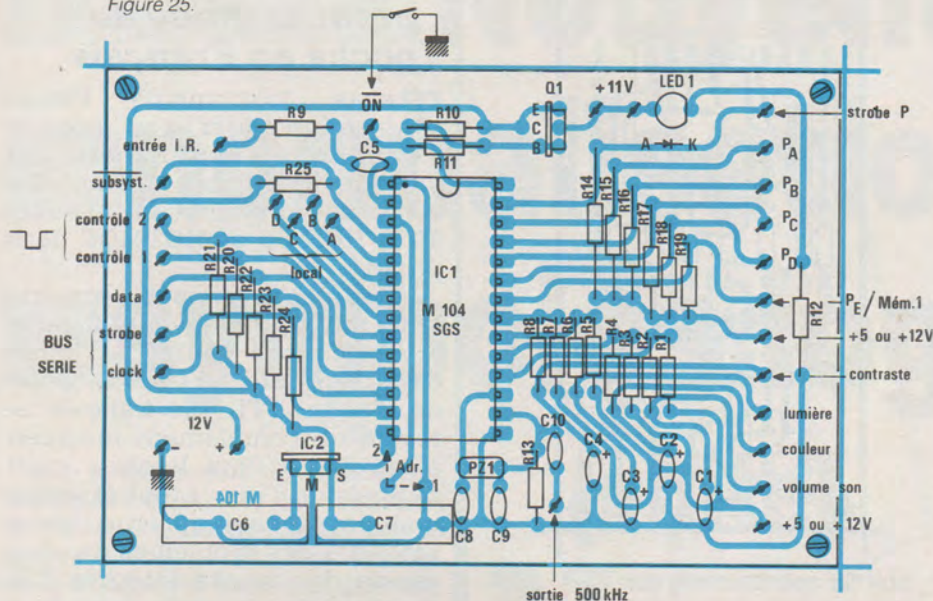 Figure 25.
ON
Q1
+11V
LED 1
R9
R10
E
C
B
strobe P
entrée I.R.
C5
R11
A
K
PA
subsyst.
R25
R14
R15
R16
R17
R18
R19
PB
contrôle 2
D
B
C
A
PC
contrôle 1
R21
R20
R22
R23
R24
local
IC1
PD
data
M 104
SGS
PE/Mém.1
R12
BUS
SERIE
strobe
clock
R8
R7
R6
R5
R4
R3
R2
R1
+5 ou +12V
contraste
lumière
12V
-
+
IC2
2
C10
C4
C2
couleur
E
M
S
Adr.
1
PZ1
R13
C3
C1
volume son
M 104
C6
C7
C8
C9
+5 ou +12V
sortie 500 kHz